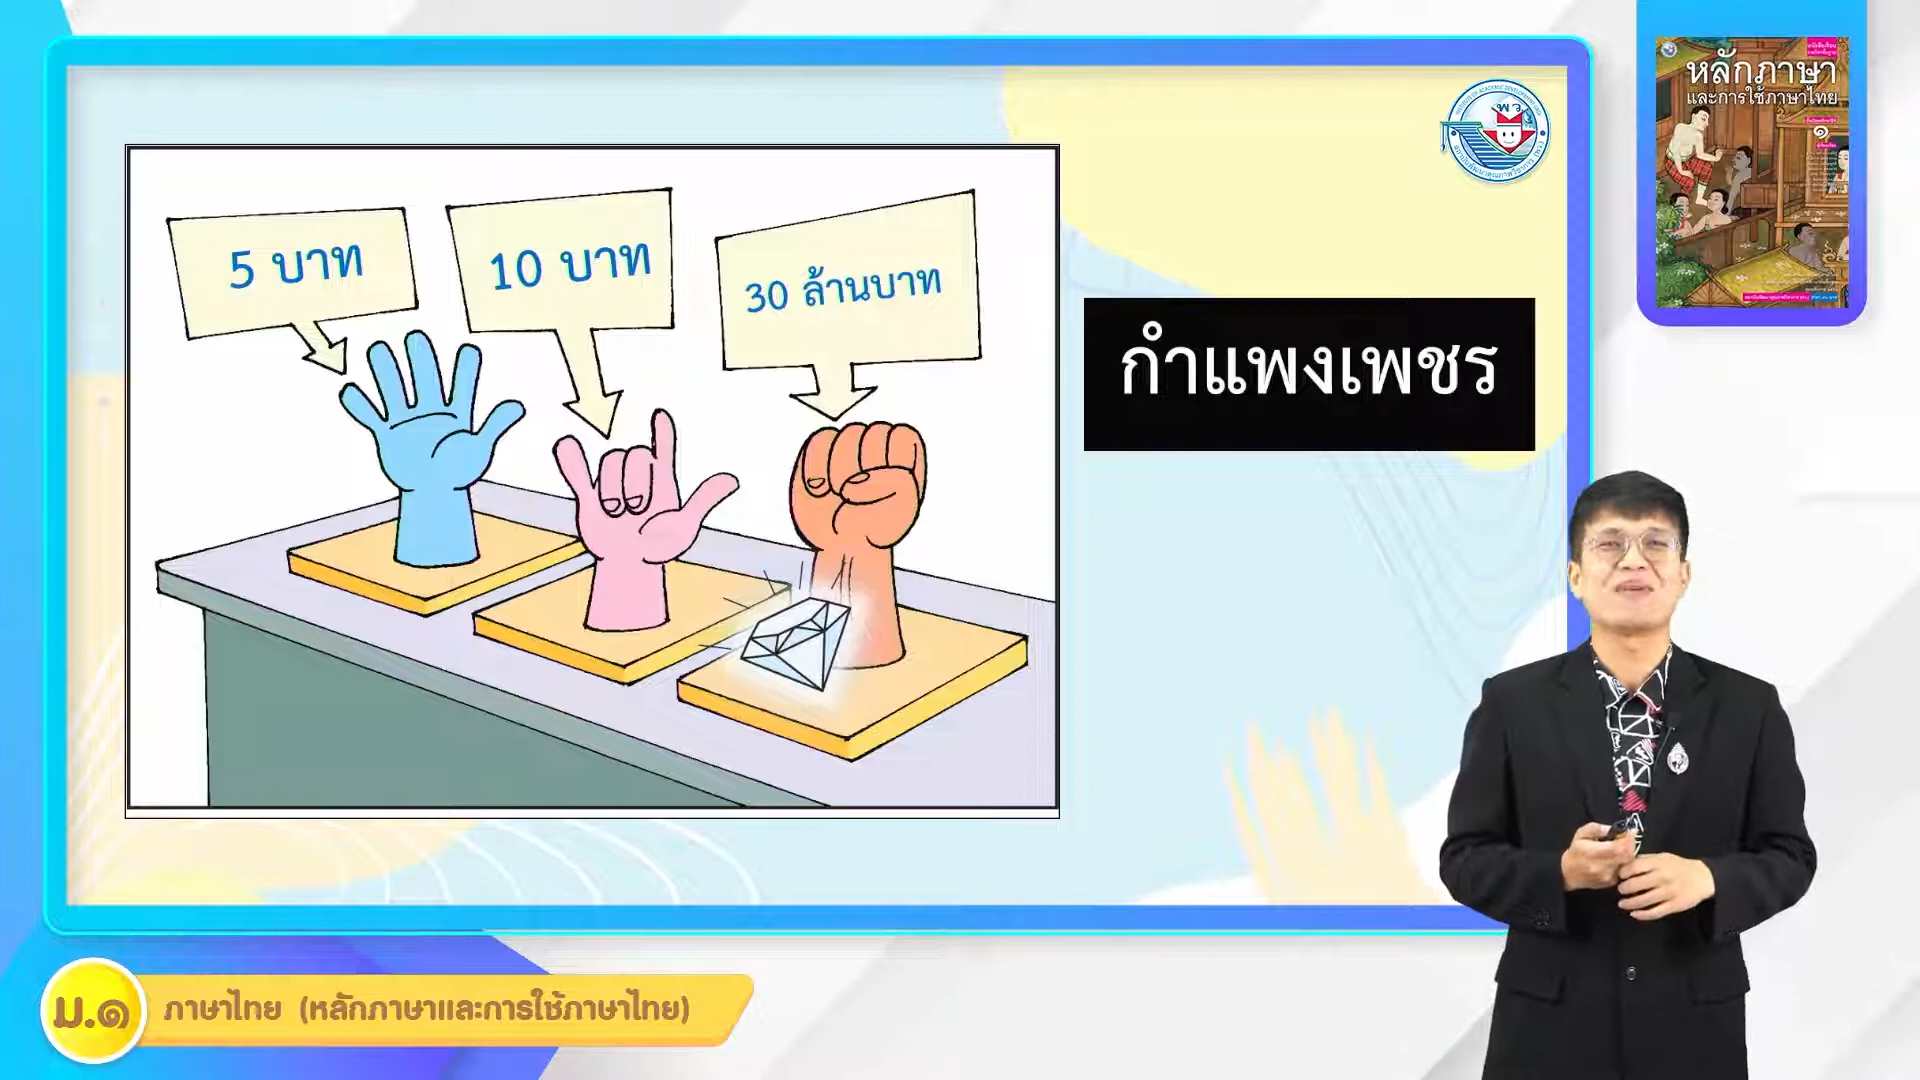 5 บาท
10 บาท
30 ล้านบาท
กำแพงเพชร
พว.
หลักภาษา
และการใช้ภาษาไทย
๑
ม.๑
ภาษาไทย (หลักภาษาและการใช้ภาษาไทย)